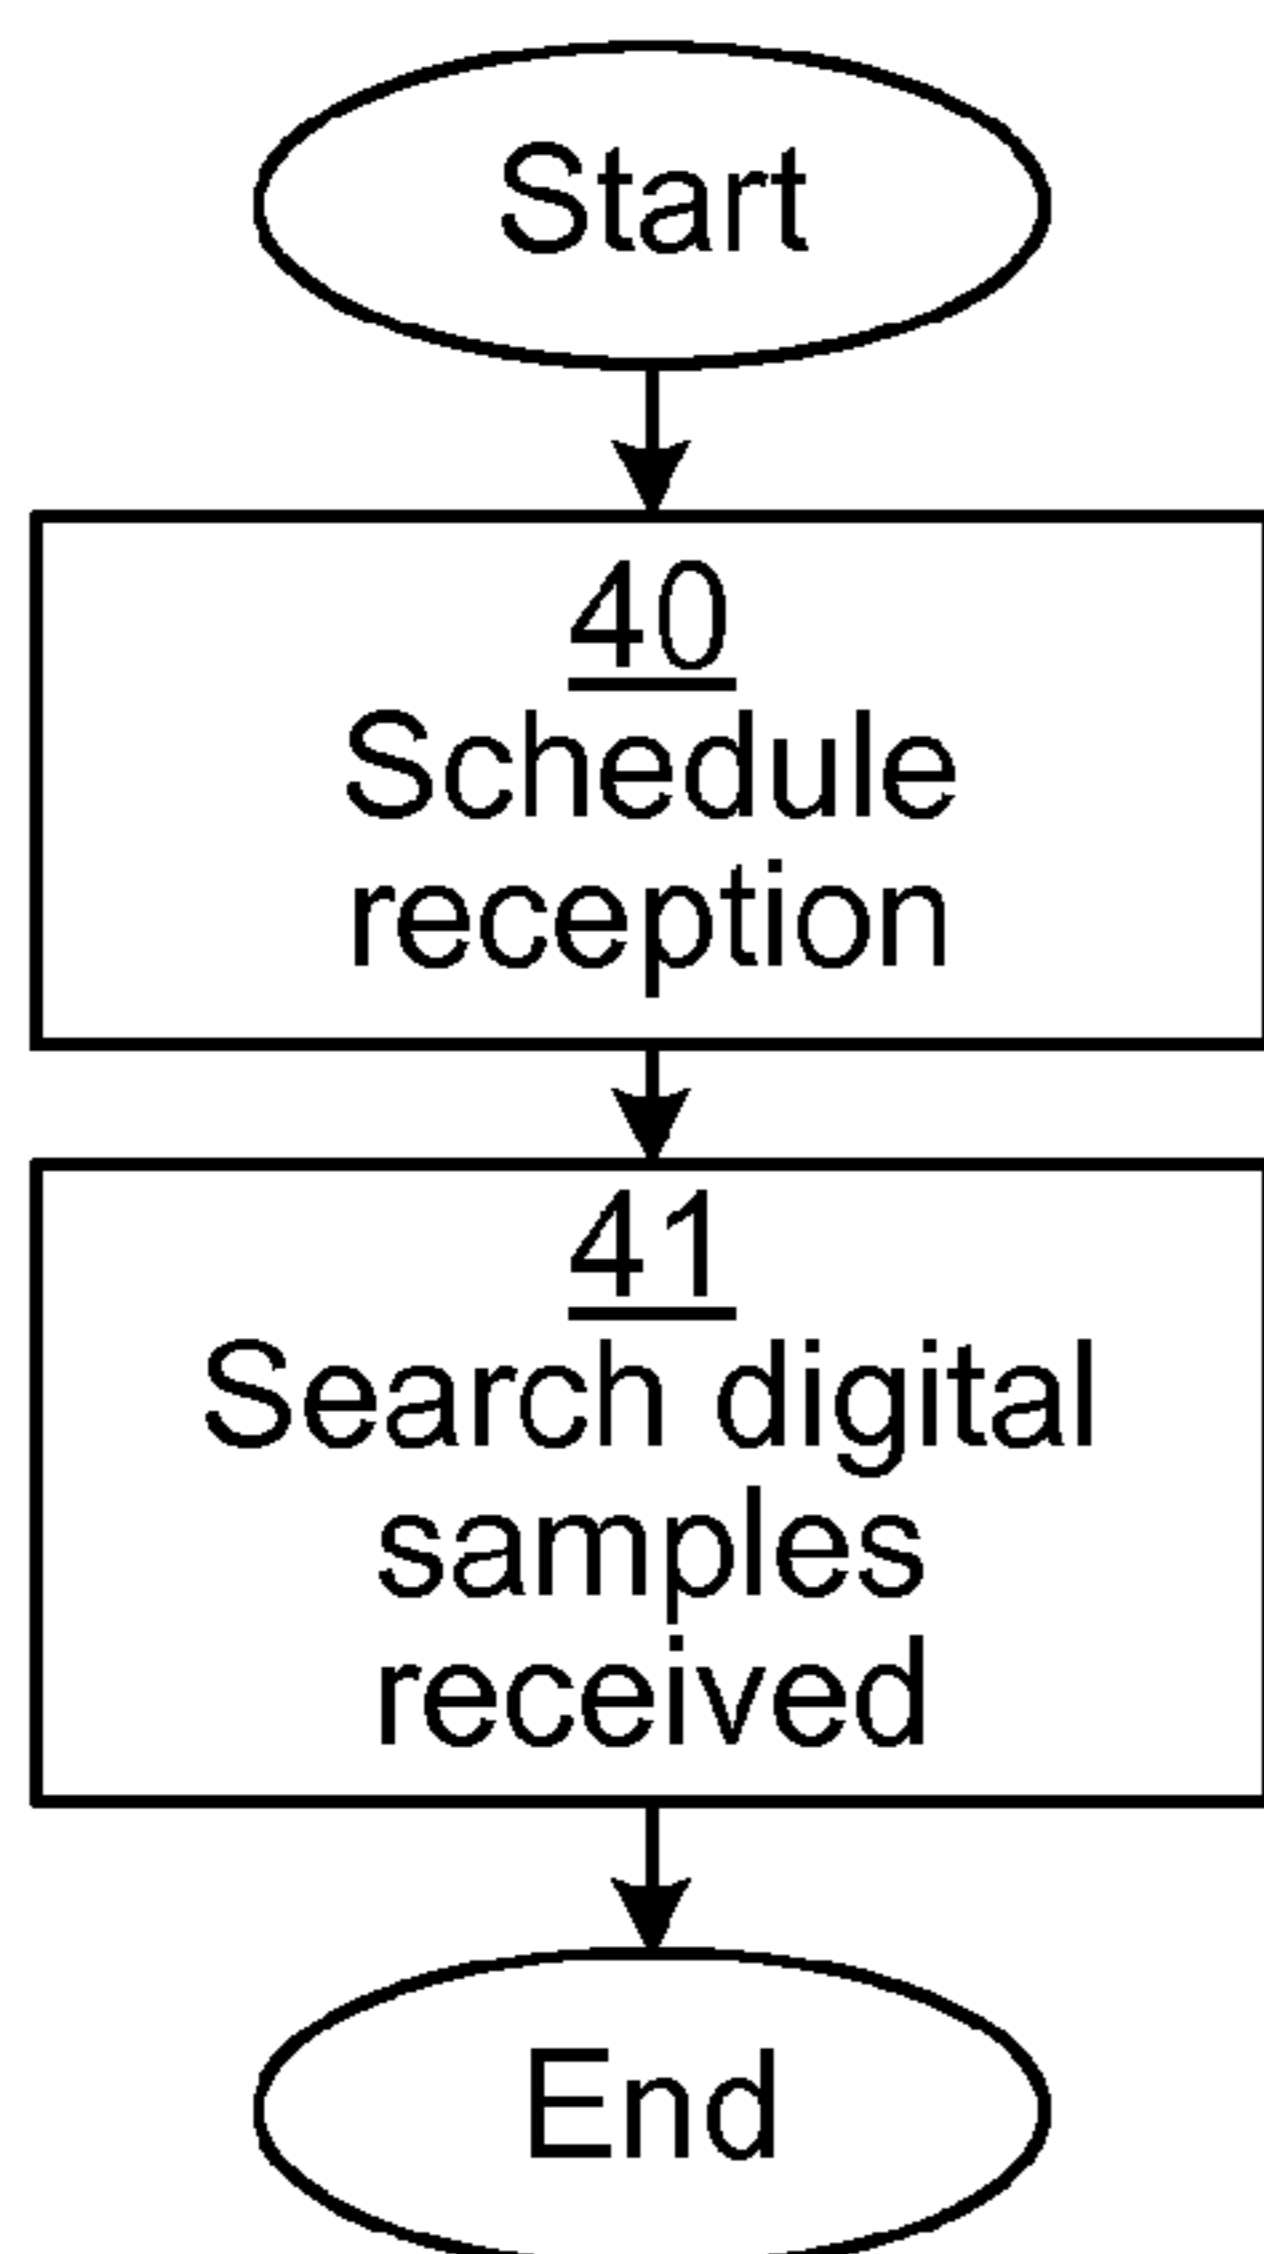 Start
40
Schedule
reception
41
Search digital
samples
received
End